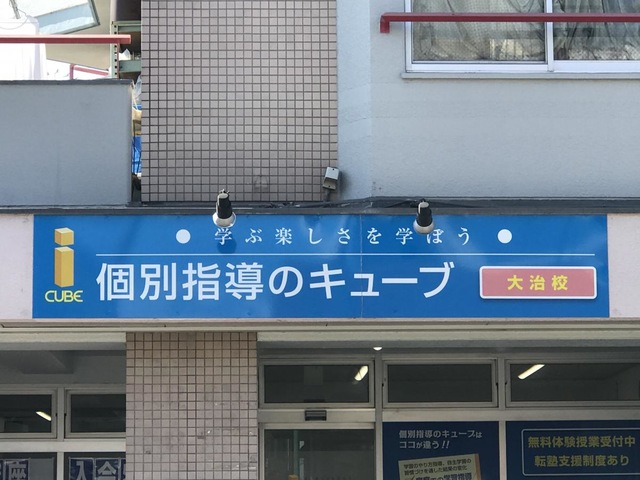 学ぶ楽しさを学ぼう
i
CUBE
個別指導のキューブ
大治校
個別指導のキューブは
ココが違う!!
無料体験授業受付中
転塾支援制度あり